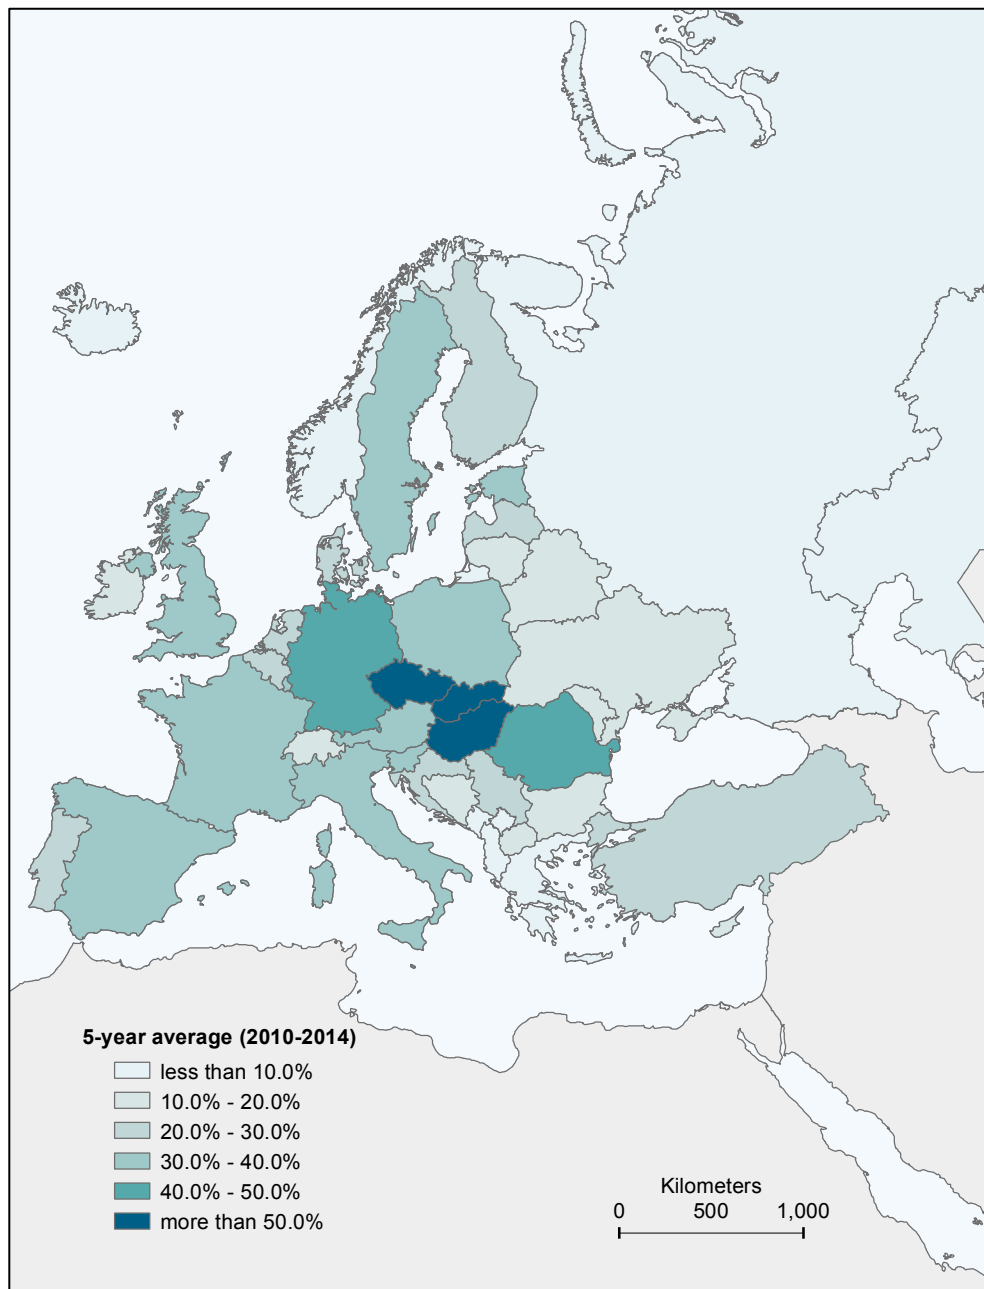 5-year average (2010-2014)
less than 10.0%
10.0% - 20.0%
20.0% - 30.0%
30.0% - 40.0%
40.0% - 50.0%
more than 50.0%
Kilometers
0 500 1,000